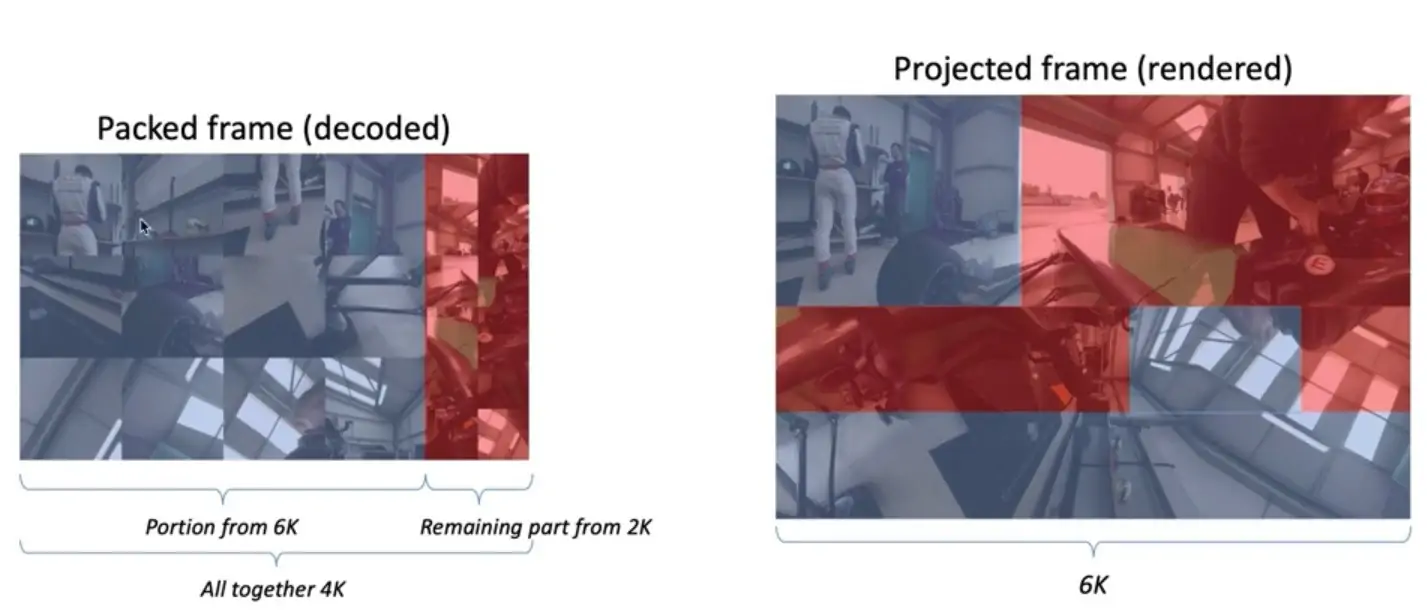 Packed frame (decoded)
Portion from 6K
Remaining part from 2K
All together 4K
Projected frame (rendered)
E
6K